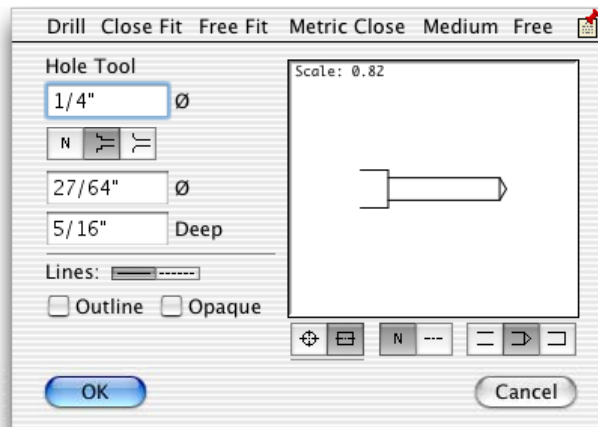 Drill Close Fit Free Fit Metric Close Medium Free
Hole Tool
Scale: 0.82
1/4" Ø
N
27/64" Ø
5/16" Deep
Lines:
Outline Opaque
N
OK Cancel